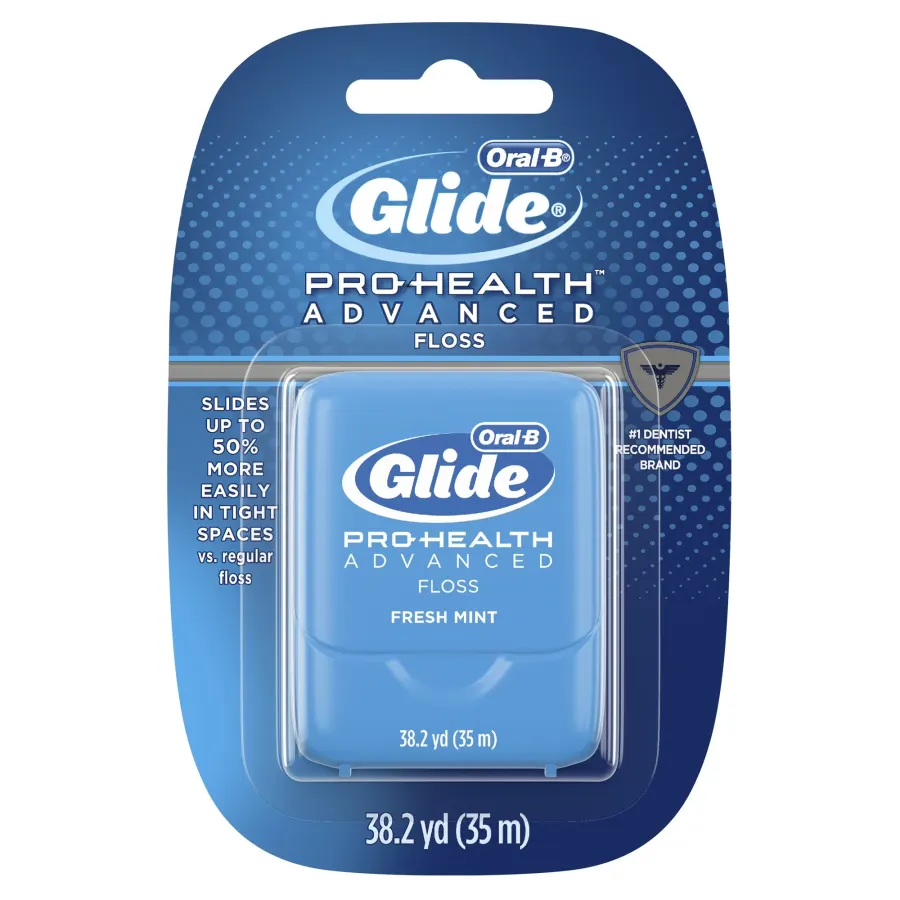 Oral-B®
Glide®
PRO-HEALTH™
ADVANCED
FLOSS
SLIDES
UP TO
50%
MORE
EASILY
IN TIGHT
SPACES
vs. regular
floss
#1 DENTIST
RECOMMENDED
BRAND
Oral-B
Glide
PRO-HEALTH
ADVANCED
FLOSS
FRESH MINT
38.2 yd (35 m)
38.2 yd (35 m)